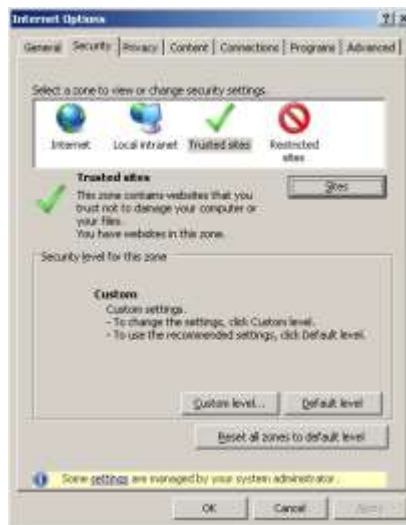 Internet Options
General Security Privacy Content Connections Programs Advanced
Select a zone to view or change security settings.
Internet Local intranet Trusted sites Restricted
sites
Trusted sites
Sites
This zone contains websites that you
trust not to damage your computer or
your files.
You have websites in this zone.
Security level for this zone
Custom
Custom settings.
- To change the settings, click Custom level.
- To use the recommended settings, click Default level.
Custom level... Default level
Reset all zones to default level
Some settings are managed by your system administrator.
OK Cancel Apply